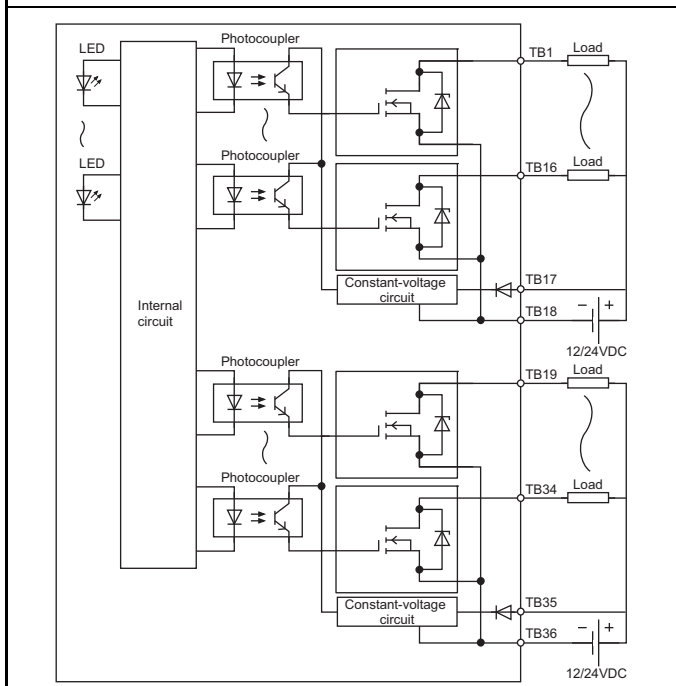 Photocoupler
LED
TB1
Load
Photocoupler
LED
TB16
Load
TB17
Constant-voltage
circuit
Internal
circuit
TB18
− +
12/24VDC
Photocoupler
TB19
Load
Photocoupler
TB34
Load
TB35
Constant-voltage
circuit
TB36
− +
12/24VDC